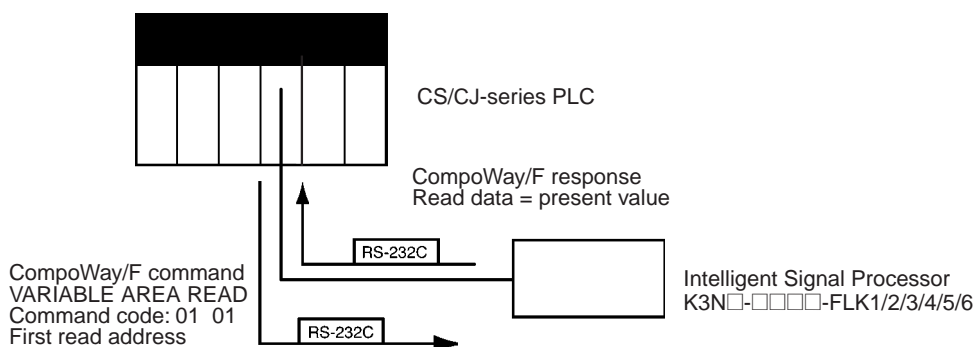 CS/CJ-series PLC
CompoWay/F response
Read data = present value
RS-232C
CompoWay/F command
VARIABLE AREA READ
Command code: 01 01
First read address
Intelligent Signal Processor
K3N□-□□□□-FLK1/2/3/4/5/6
RS-232C